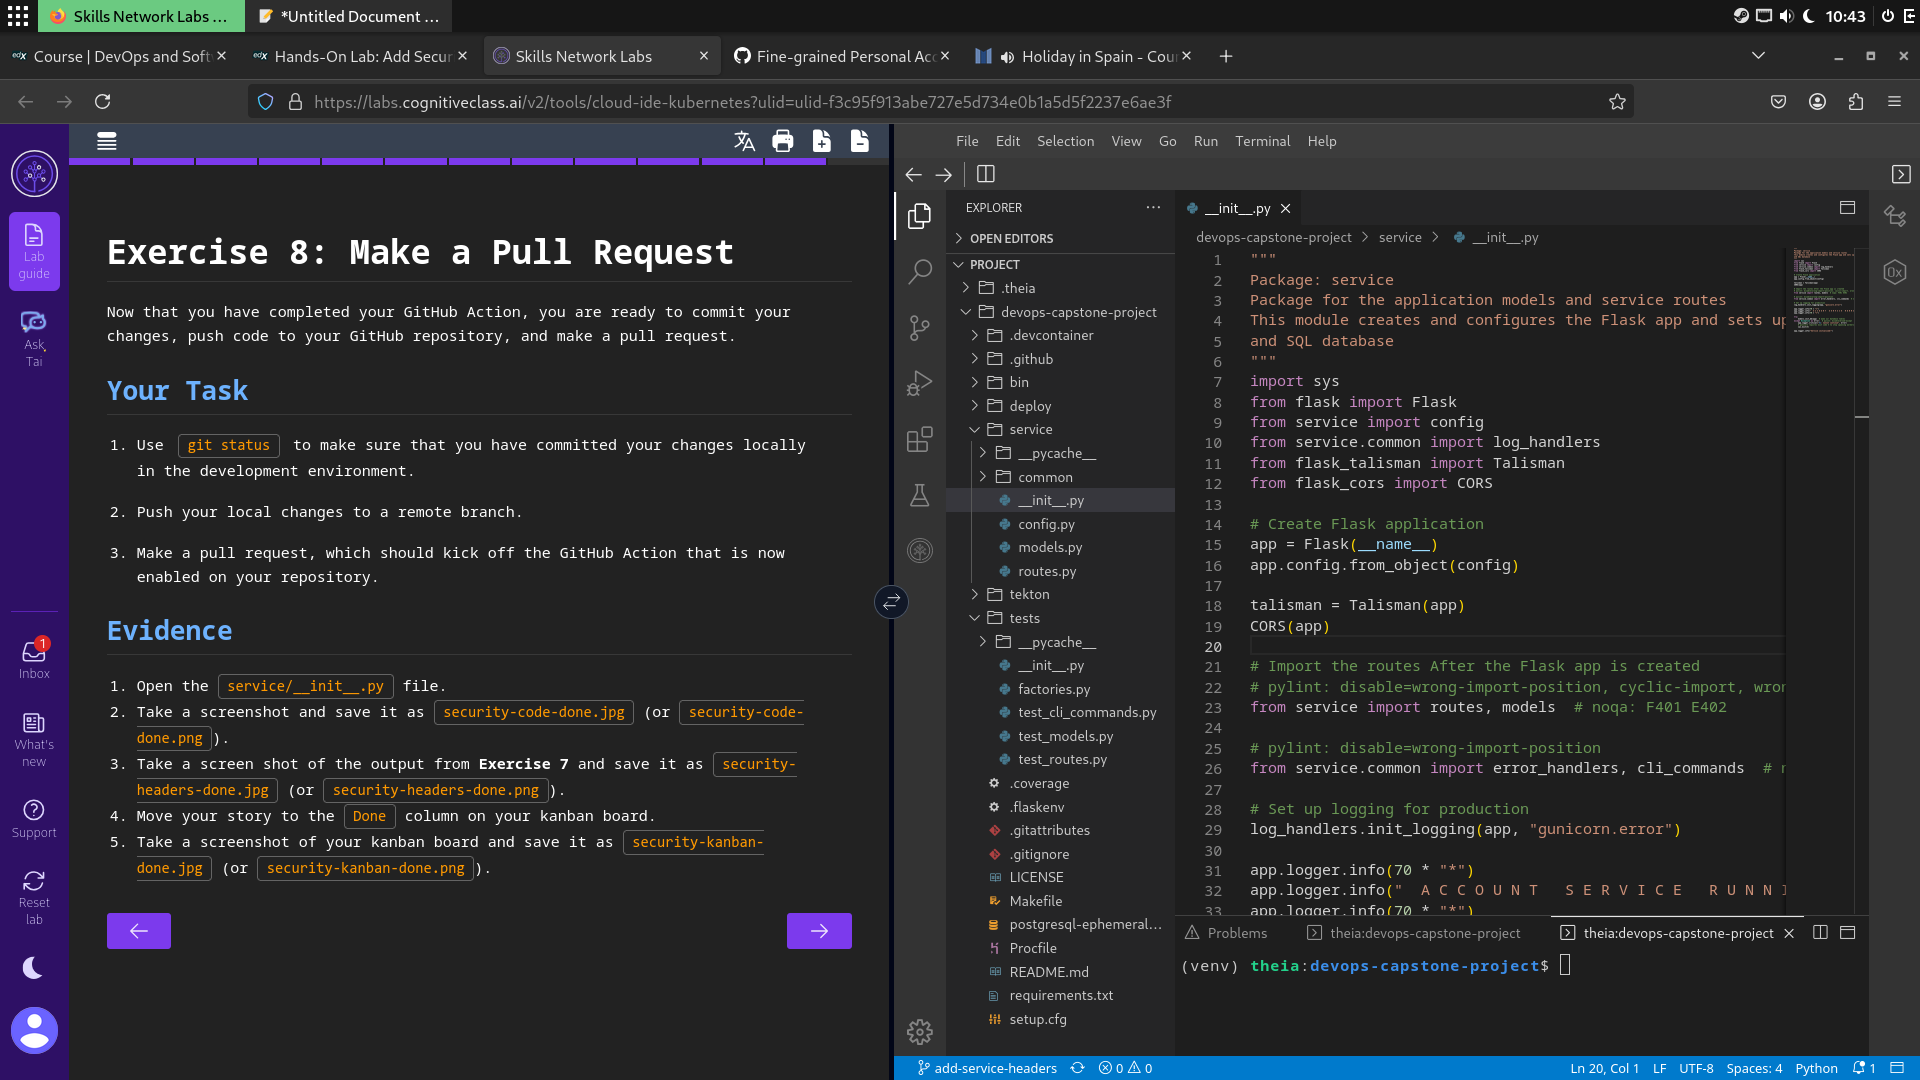 Skills Network Labs ...
*Untitled Document ...
10:43
Course | DevOps and Soft
Hands-On Lab: Add Secur
Skills Network Labs
Fine-grained Personal Acc
Holiday in Spain - Cou
https://labs.cognitiveclass.ai/v2/tools/cloud-ide-kubernetes?ulid=ulid-f3c95f913abe727e5d734e0b1a5d5f2237e6ae3f
Lab
guide
Ask
Tai
1
Inbox
What's
new
Support
Reset
lab
Exercise 8: Make a Pull Request
Now that you have completed your GitHub Action, you are ready to commit your
changes, push code to your GitHub repository, and make a pull request.
Your Task
1. Use git status to make sure that you have committed your changes locally
in the development environment.
2. Push your local changes to a remote branch.
3. Make a pull request, which should kick off the GitHub Action that is now
enabled on your repository.
Evidence
1. Open the service/__init__.py file.
2. Take a screenshot and save it as security-code-done.jpg (or security-code-
done.png).
3. Take a screen shot of the output from Exercise 7 and save it as security-
headers-done.jpg (or security-headers-done.png).
4. Move your story to the Done column on your kanban board.
5. Take a screenshot of your kanban board and save it as security-kanban-
done.jpg (or security-kanban-done.png).
File Edit Selection View Go Run Terminal Help
EXPLORER
OPEN EDITORS
PROJECT
.theia
devops-capstone-project
.devcontainer
.github
bin
deploy
service
__pycache__
common
__init__.py
config.py
models.py
routes.py
tekton
tests
__pycache__
__init__.py
factories.py
test_cli_commands.py
test_models.py
test_routes.py
.coverage
.flaskenv
.gitattributes
.gitignore
LICENSE
Makefile
postgresql-ephemeral...
Procfile
README.md
requirements.txt
setup.cfg
__init__.py
devops-capstone-project > service > __init__.py
1 """
2 Package: service
3 Package for the application models and service routes
4 This module creates and configures the Flask app and sets up
5 and SQL database
6 """
7 import sys
8 from flask import Flask
9 from service import config
10 from service.common import log_handlers
11 from flask_talisman import Talisman
12 from flask_cors import CORS
13
14 # Create Flask application
15 app = Flask(__name__)
16 app.config.from_object(config)
17
18 talisman = Talisman(app)
19 CORS(app)
20
21 # Import the routes After the Flask app is created
22 # pylint: disable=wrong-import-position, cyclic-import, wron
23 from service import routes, models  # noqa: F401 E402
24
25 # pylint: disable=wrong-import-position
26 from service.common import error_handlers, cli_commands  # n
27
28 # Set up logging for production
29 log_handlers.init_logging(app, "gunicorn.error")
30
31 app.logger.info(70 * "*")
32 app.logger.info("  A C C O U N T   S E R V I C E   R U N N I
33 app.logger.info(70 * "*")
Problems
theia:devops-capstone-project
theia:devops-capstone-project
(venv) theia:devops-capstone-project$
add-service-headers
0
0
Ln 20, Col 1
LF
UTF-8
Spaces: 4
Python
1